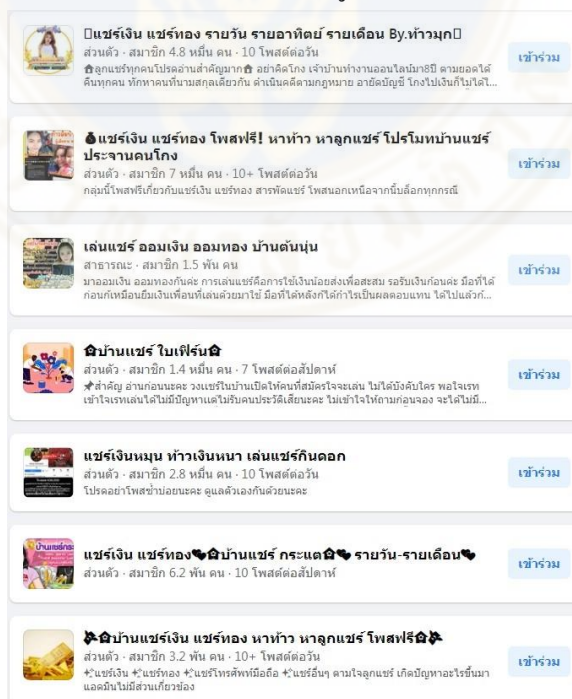 แชร์เงิน แชร์ทอง รายวัน รายอาทิตย์ รายเดือน By.ท้าวมุก
ส่วนตัว · สมาชิก 4.8 หมื่น คน · 10 โพสต์ต่อวัน
🏠ลูกแชร์ทุกคนโปรดอ่านสำคัญมาก🏠 อย่าคิดโกง เจ้าบ้านทำงานออนไลน์มา8ปี ตามยอดได้
คืนทุกคน ทักหาคนที่นามสกุลเดียวกัน ดำเนินคดีตามกฎหมาย อายัดบัญชี โกงไปเงินก็ไม่ได้ใ...
เข้าร่วม
💰แชร์เงิน แชร์ทอง โพสฟรี! หาท้าว หาลูกแชร์ โปรโมทบ้านแชร์
ประจานคนโกง
ส่วนตัว · สมาชิก 7 หมื่น คน · 10+ โพสต์ต่อวัน
กลุ่มนี้โพสฟรีเกี่ยวกับแชร์เงิน แชร์ทอง สารพัดแชร์ โพสนอกเหนือจากนี้บล็อกทุกกรณี
เข้าร่วม
เล่นแชร์ ออมเงิน ออมทอง บ้านต้นนุ่น
สาธารณะ · สมาชิก 1.5 พัน คน
มาออมเงิน ออมทองกันค่ะ การเล่นแชร์คือการใช้เงินน้อยส่งเพื่อสะสม รอรับเงินก้อนค่ะ มือที่ได้
ก่อนก็เหมือนยืมเงินเพื่อนที่เล่นด้วยมาใช้ มือที่ได้หลังก็ได้กำไรเป็นผลตอบแทน ได้ไปแล้วก็...
เข้าร่วม
🏠บ้านแชร์ ใบเฟิร์น🏠
ส่วนตัว · สมาชิก 1.4 หมื่น คน · 7 โพสต์ต่อสัปดาห์
📌สำคัญ อ่านก่อนนะคะ วงแชร์ในบ้านเปิดให้คนที่สมัครใจจะเล่น ไม่ได้บังคับใคร พอใจเรท
เข้าใจเรทเล่นได้ไม่มีปัญหาแต่ไม่รับคนประวัติเสียนะคะ ไม่เข้าใจให้ถามก่อนจอง จะได้ไม่มี...
เข้าร่วม
แชร์เงินหมุน ท้าวเงินหนา เล่นแชร์กินดอก
ส่วนตัว · สมาชิก 2.8 หมื่น คน · 10 โพสต์ต่อวัน
โปรดอย่าโพสซ้ำบ่อยนะคะ ดูแลตัวเองกันด้วยนะคะ
เข้าร่วม
แชร์เงิน แชร์ทอง🏠บ้านแชร์ กระแต🏠 รายวัน-รายเดือน
ส่วนตัว · สมาชิก 6.2 พัน คน · 10 โพสต์ต่อสัปดาห์
เข้าร่วม
🏠บ้านแชร์เงิน แชร์ทอง หาท้าว หาลูกแชร์ โพสฟรี🏠
ส่วนตัว · สมาชิก 3.2 พัน คน · 10+ โพสต์ต่อวัน
แชร์เงิน แชร์ทอง แชร์โทรศัพท์มือถือ แชร์อื่นๆ ตามใจลูกแชร์ เกิดปัญหาอะไรขึ้นมา
แอดมินไม่มีส่วนเกี่ยวข้อง
เข้าร่วม